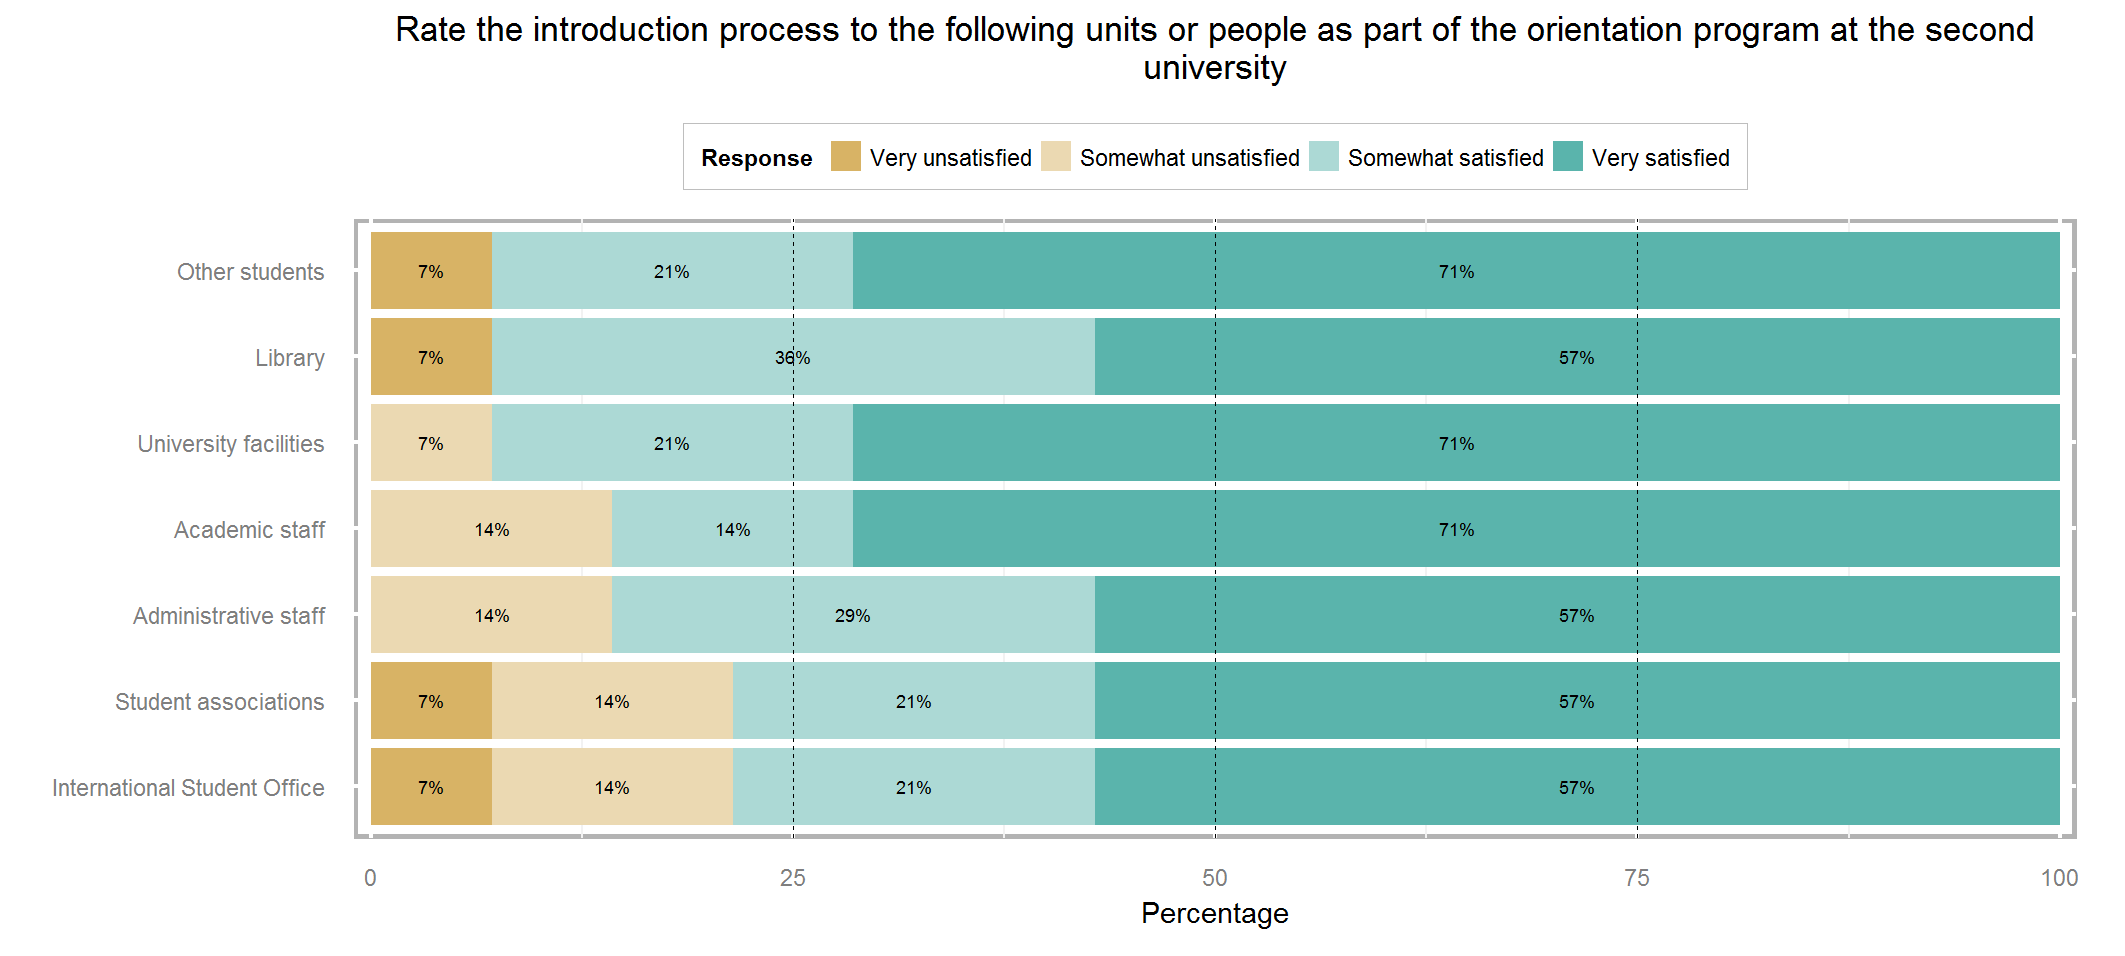 Rate the introduction process to the following units or people as part of the orientation program at the second
university
Response Very unsatisfied Somewhat unsatisfied Somewhat satisfied Very satisfied
Other students 7% 21% 71%
Library 7% 36% 57%
University facilities 7% 21% 71%
Academic staff 14% 14% 71%
Administrative staff 14% 29% 57%
Student associations 7% 14% 21% 57%
International Student Office 7% 14% 21% 57%
0 25 50 75 100
Percentage